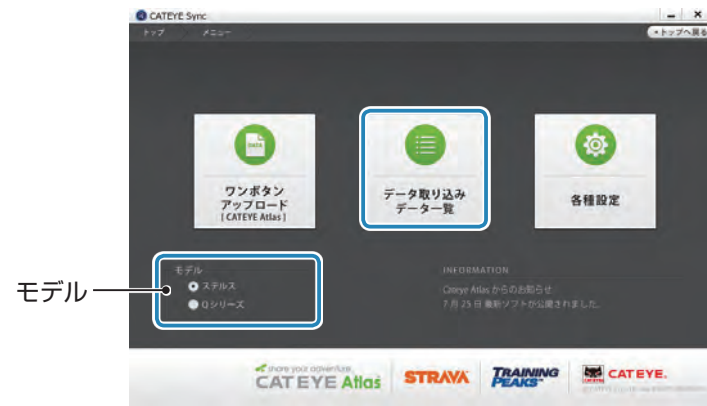 CATEYE Sync
トップ メニュー
トップへ戻る
DATA
ワンボタン
アップロード
[CATEYE Atlas]
データ取り込み
データ一覧
各種設定
モデル
モデル
ステルス
Qシリーズ
INFORMATION
Cateye Atlas からのお知らせ
7月25日 最新ソフトが公開されました。
share your adventure
CATEYE Atlas
STRAVA
TRAINING
PEAKS
CATEYE.